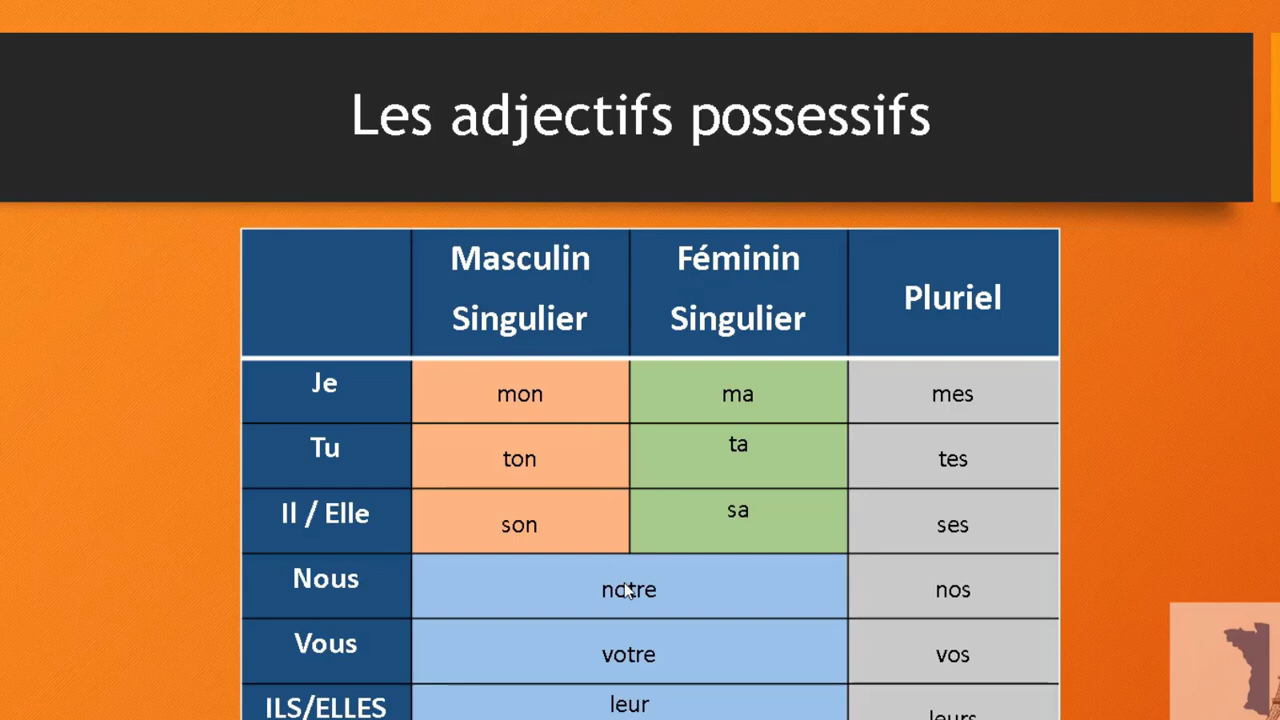 Les adjectifs possessifs
Masculin Singulier Féminin Singulier Pluriel
Je mon ma mes
Tu ton ta tes
Il / Elle son sa ses
Nous notre nos
Vous votre vos
ILS/ELLES leur leurs